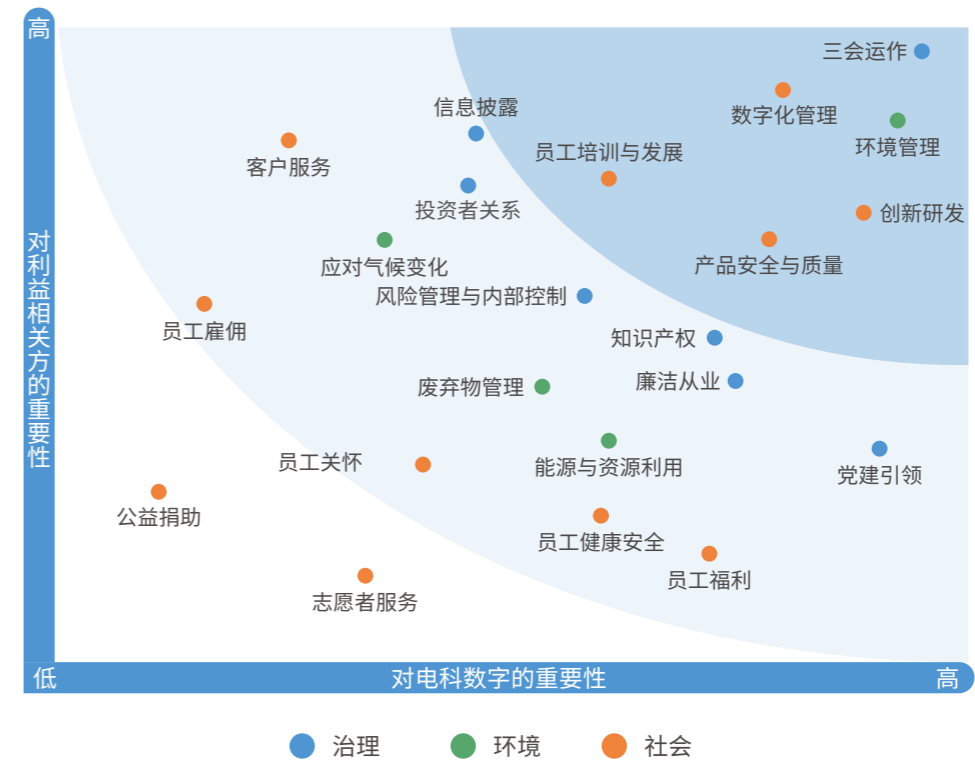 高
三会运作
信息披露
数字化管理
环境管理
员工培训与发展
客户服务
投资者关系
创新研发
应对气候变化
产品安全与质量
风险管理与内部控制
员工雇佣
知识产权
对利益相关方的重要性
废弃物管理
廉洁从业
员工关怀
能源与资源利用
党建引领
公益捐助
员工健康安全
员工福利
志愿者服务
低
对电科数字的重要性
高
治理
环境
社会